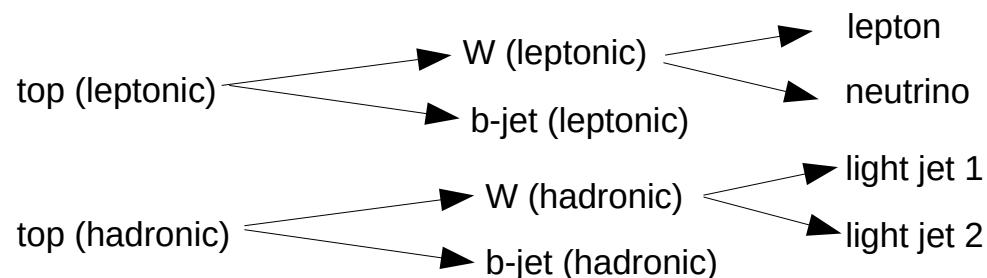 top (leptonic)
W (leptonic)
b-jet (leptonic)
lepton
neutrino
top (hadronic)
W (hadronic)
b-jet (hadronic)
light jet 1
light jet 2